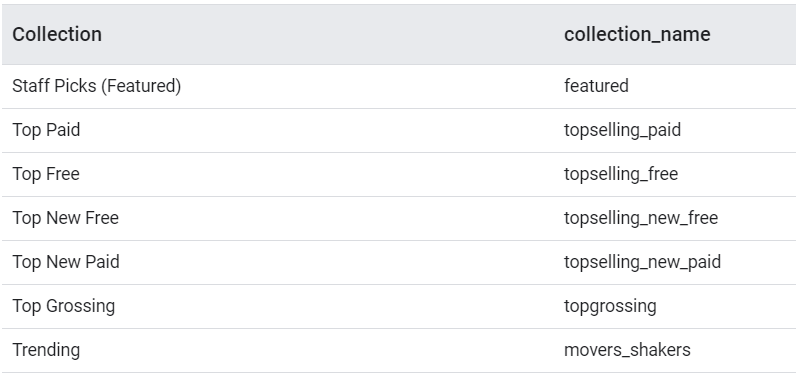 Collection collection_name
Staff Picks (Featured) featured
Top Paid topselling_paid
Top Free topselling_free
Top New Free topselling_new_free
Top New Paid topselling_new_paid
Top Grossing topgrossing
Trending movers_shakers